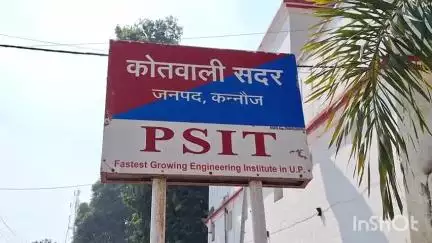 कोतवाली सदर
जनपद, कन्नौज
PSIT
Fastest Growing Engineering Institute in U.P.
InShOt